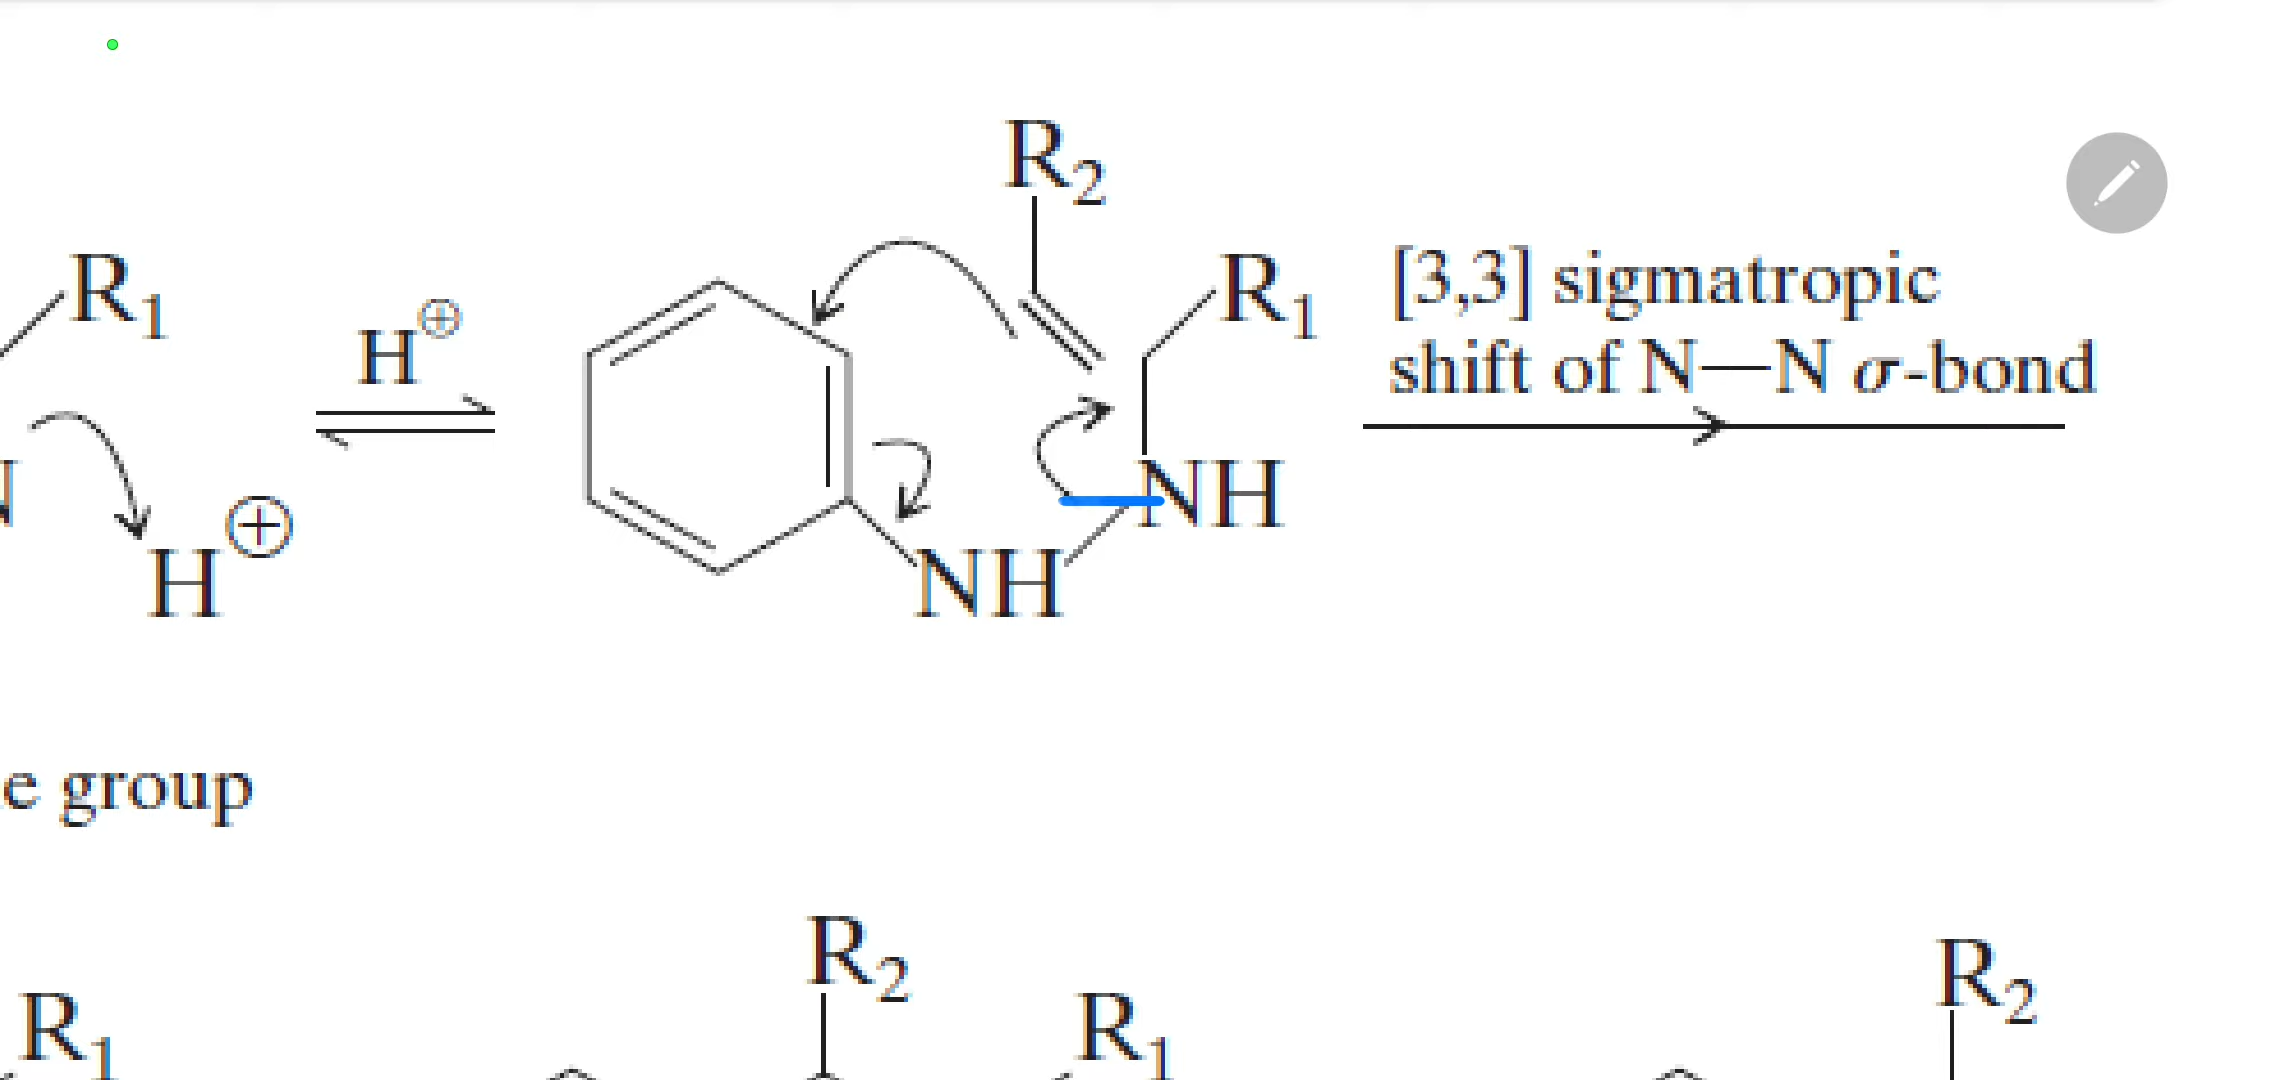 R2
R1
H⊕
R1
[3,3] sigmatropic
shift of N—N σ-bond
N
NH
H⊕
NH
e group
R2
R2
R1
R1